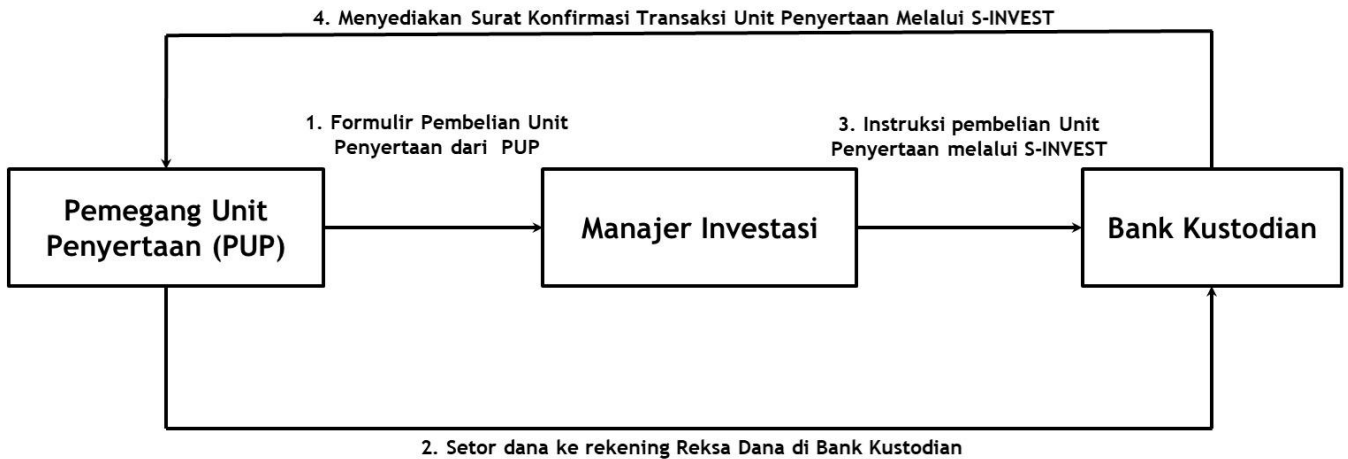 4. Menyediakan Surat Konfirmasi Transaksi Unit Penyertaan Melalui S-INVEST
1. Formulir Pembelian Unit
Penyertaan dari PUP
3. Instruksi pembelian Unit
Penyertaan melalui S-INVEST
Pemegang Unit
Penyertaan (PUP)
Manajer Investasi
Bank Kustodian
2. Setor dana ke rekening Reksa Dana di Bank Kustodian